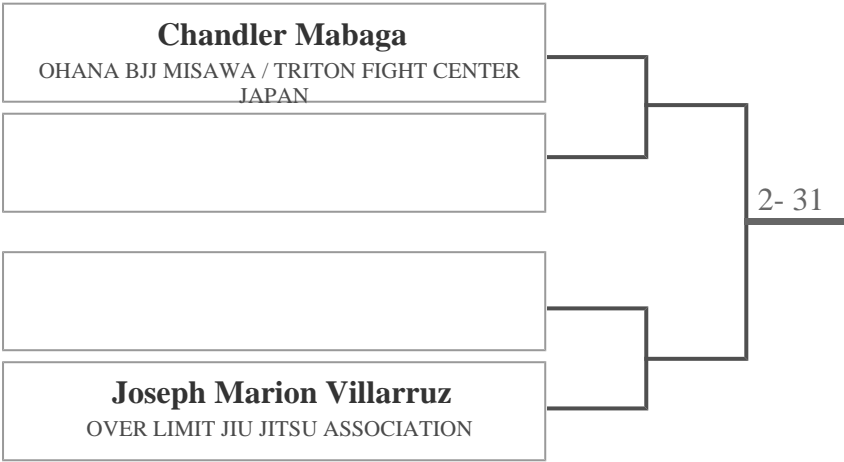 Chandler Mabaga
OHANA BJJ MISAWA / TRITON FIGHT CENTER
JAPAN
2- 31
Joseph Marion Villarruz
OVER LIMIT JIU JITSU ASSOCIATION